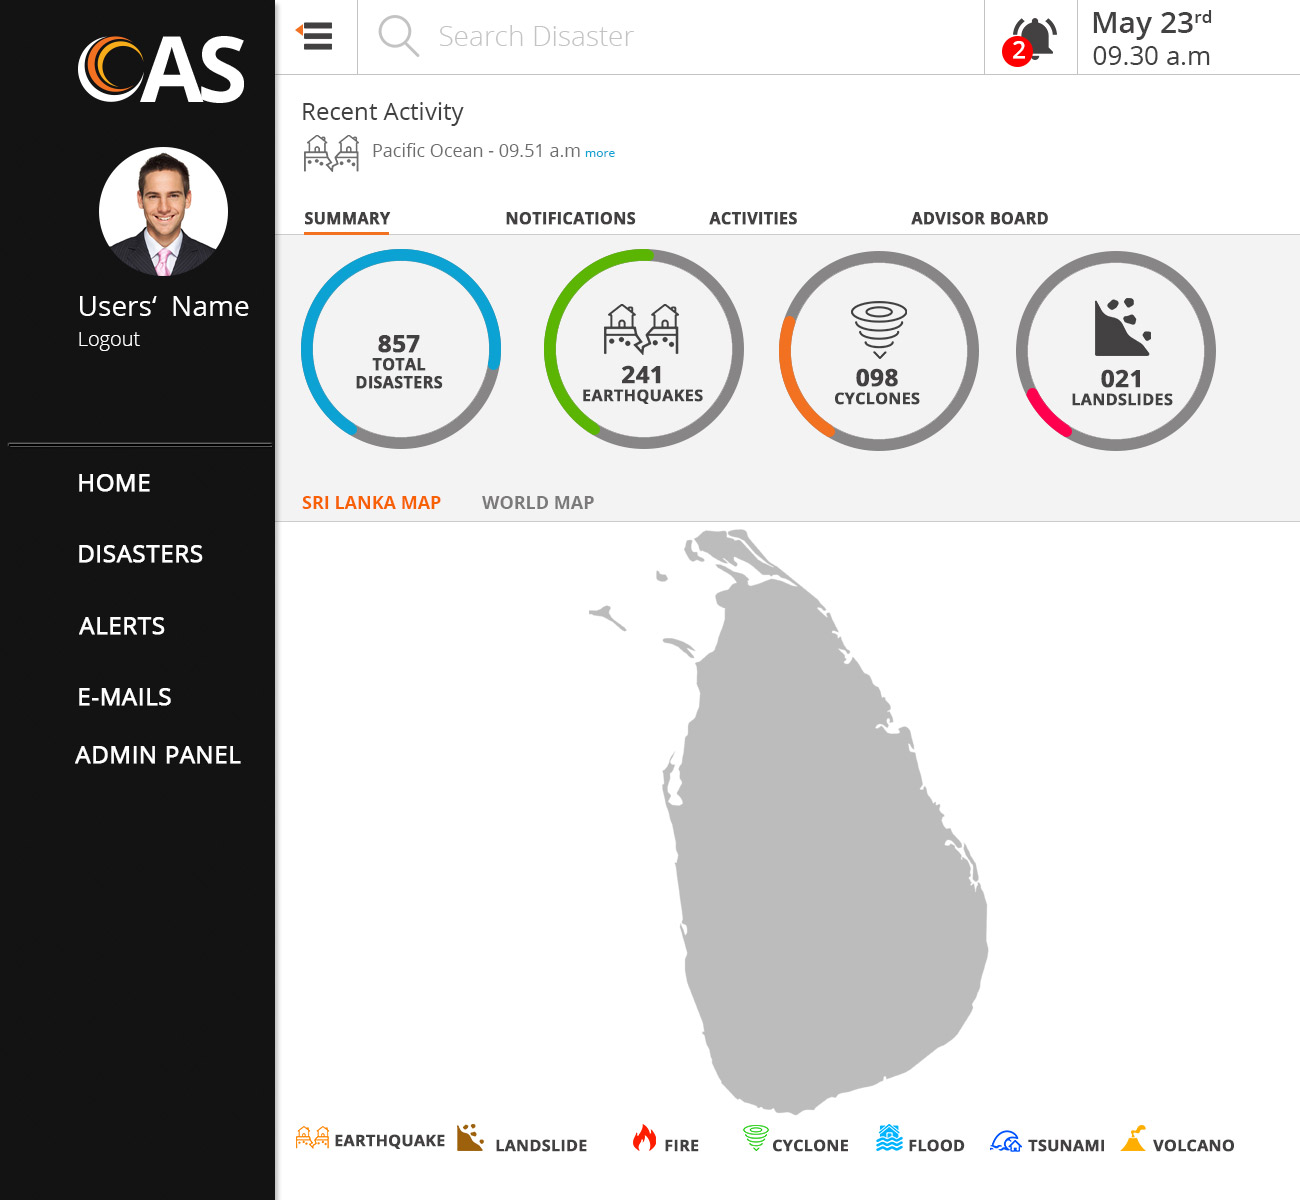 CAS
Users‘ Name
Logout
HOME
DISASTERS
ALERTS
E-MAILS
ADMIN PANEL
Search Disaster
2
May 23rd
09.30 a.m
Recent Activity
Pacific Ocean - 09.51 a.m more
SUMMARY NOTIFICATIONS ACTIVITIES ADVISOR BOARD
857
TOTAL
DISASTERS
241
EARTHQUAKES
098
CYCLONES
021
LANDSLIDES
SRI LANKA MAP WORLD MAP
EARTHQUAKE LANDSLIDE FIRE CYCLONE FLOOD TSUNAMI VOLCANO